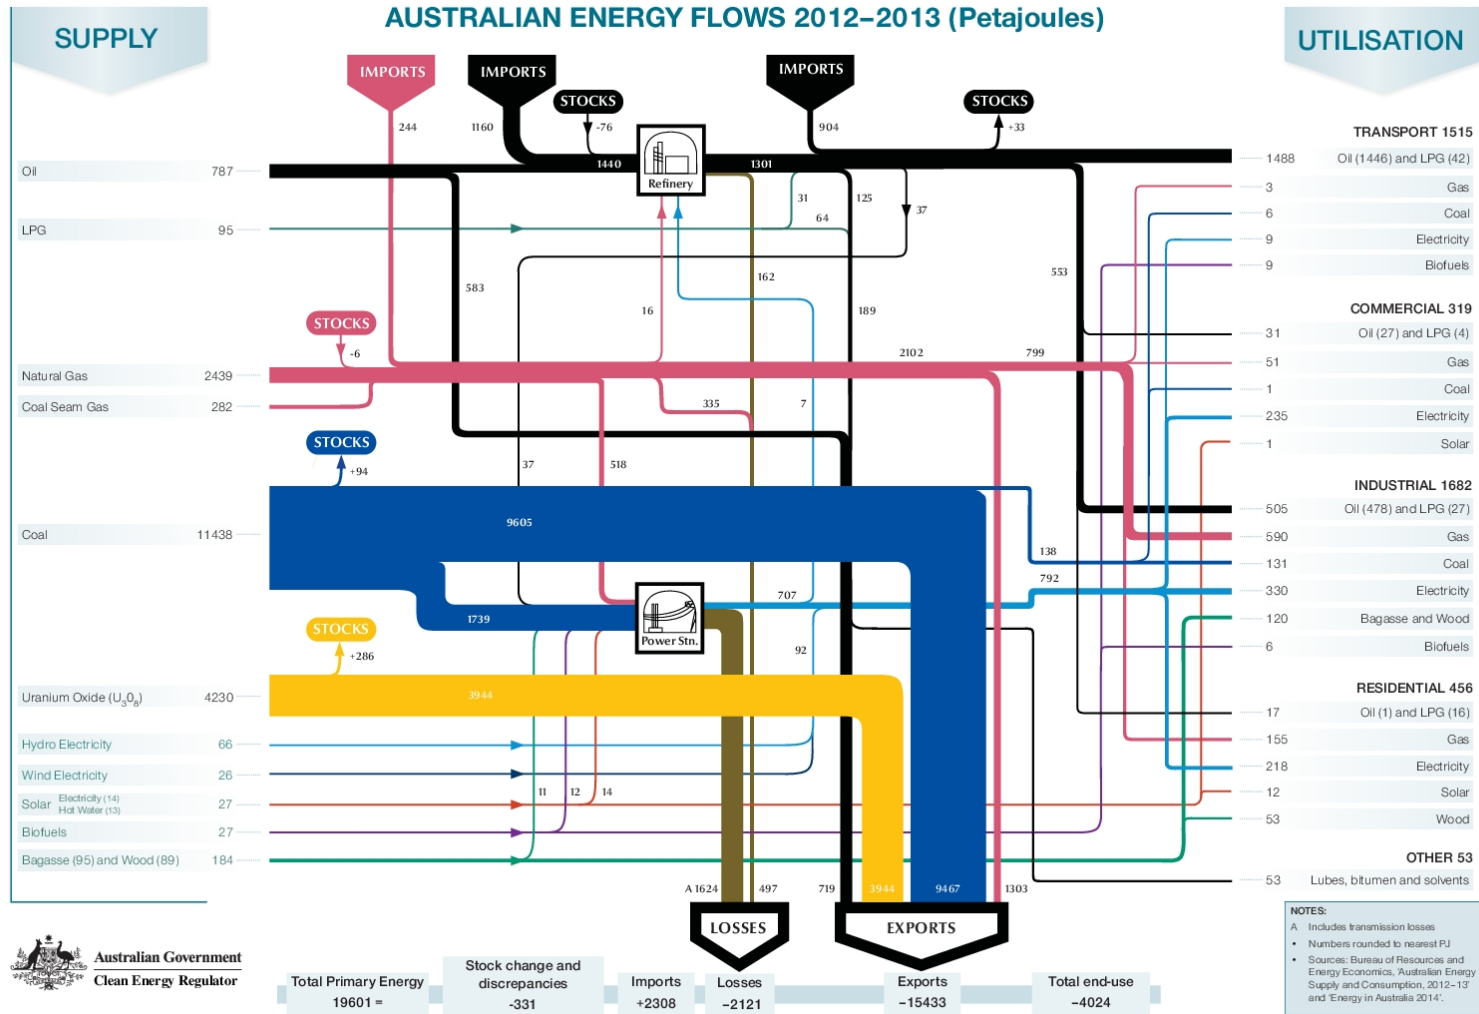 AUSTRALIAN ENERGY FLOWS 2012–2013 (Petajoules)
SUPPLY
UTILISATION
IMPORTS
IMPORTS
IMPORTS
STOCKS
STOCKS
244
1160
-76
904
+33
Refinery
1440
1301
Oil 787
LPG 95
31
125
37
64
583
162
553
16
189
STOCKS
-6
2102
799
Natural Gas 2439
Coal Seam Gas 282
335
7
STOCKS
+94
37
518
Coal 11438
9605
138
792
707
1739
Power Stn.
STOCKS
+286
92
Uranium Oxide (U₃0₈) 4230
3944
Hydro Electricity 66
Wind Electricity 26
Solar Electricity (14) Hot Water (13) 27
11
12
14
Biofuels 27
Bagasse (95) and Wood (89) 184
A 1624
497
719
3944
9467
1303
LOSSES
EXPORTS
TRANSPORT 1515
1488 Oil (1446) and LPG (42)
3 Gas
6 Coal
9 Electricity
9 Biofuels
COMMERCIAL 319
31 Oil (27) and LPG (4)
51 Gas
1 Coal
235 Electricity
1 Solar
INDUSTRIAL 1682
505 Oil (478) and LPG (27)
590 Gas
131 Coal
330 Electricity
120 Bagasse and Wood
6 Biofuels
RESIDENTIAL 456
17 Oil (1) and LPG (16)
155 Gas
218 Electricity
12 Solar
53 Wood
OTHER 53
53 Lubes, bitumen and solvents
NOTES:
A Includes transmission losses
• Numbers rounded to nearest PJ
• Sources: Bureau of Resources and
Energy Economics, 'Australian Energy
Supply and Consumption, 2012–13'
and 'Energy in Australia 2014'.
Australian Government
Clean Energy Regulator
Total Primary Energy
19601 =
Stock change and
discrepancies
-331
Imports
+2308
Losses
−2121
Exports
−15433
Total end-use
−4024